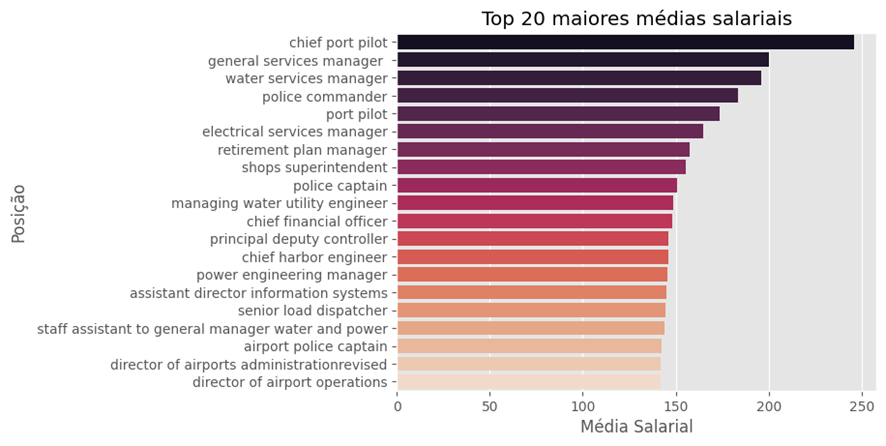 Top 20 maiores médias salariais
Posição
chief port pilot
general services manager
water services manager
police commander
port pilot
electrical services manager
retirement plan manager
shops superintendent
police captain
managing water utility engineer
chief financial officer
principal deputy controller
chief harbor engineer
power engineering manager
assistant director information systems
senior load dispatcher
staff assistant to general manager water and power
airport police captain
director of airports administrationrevised
director of airport operations
0 50 100 150 200 250
Média Salarial